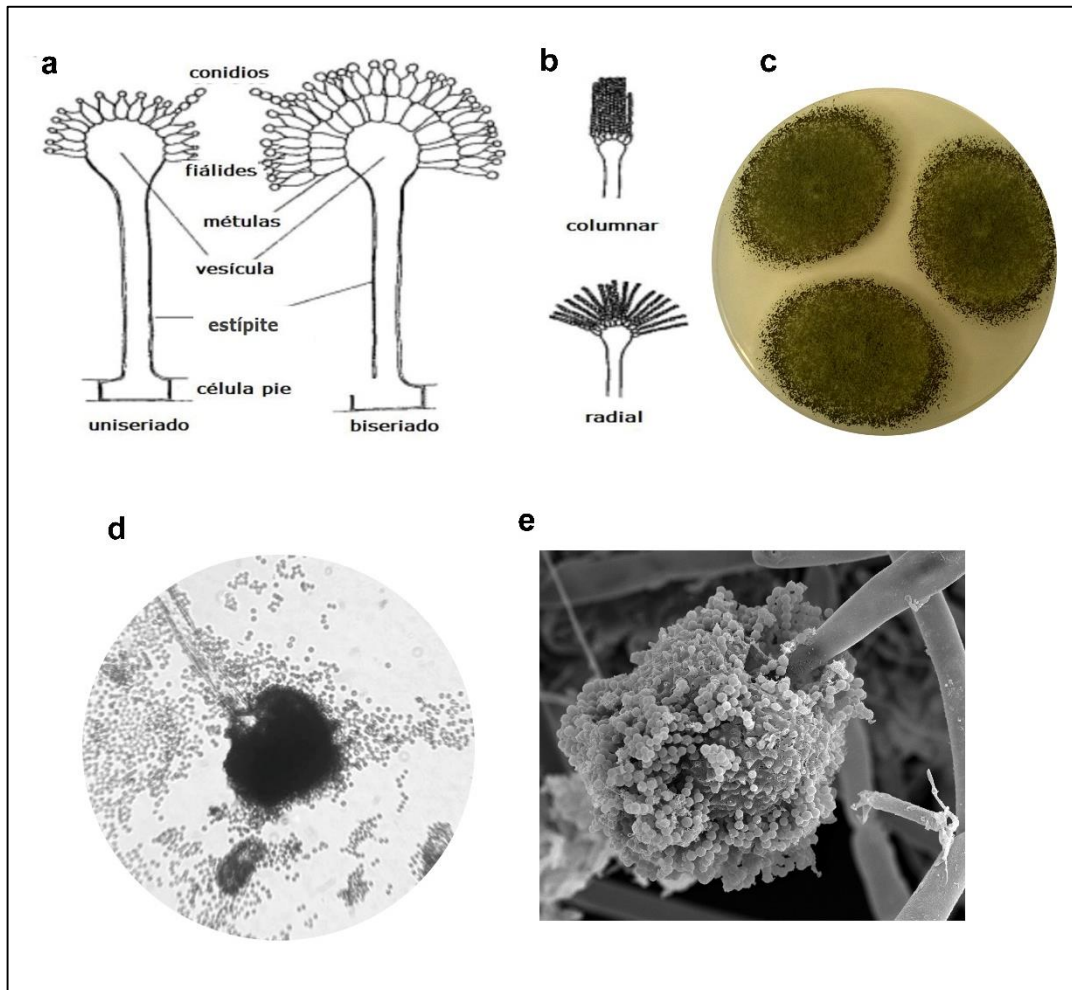 a
conidios
fiálides
métulas
vesícula
estípite
célula pie
uniseriado
biseriado
b
columnar
radial
c
d
e